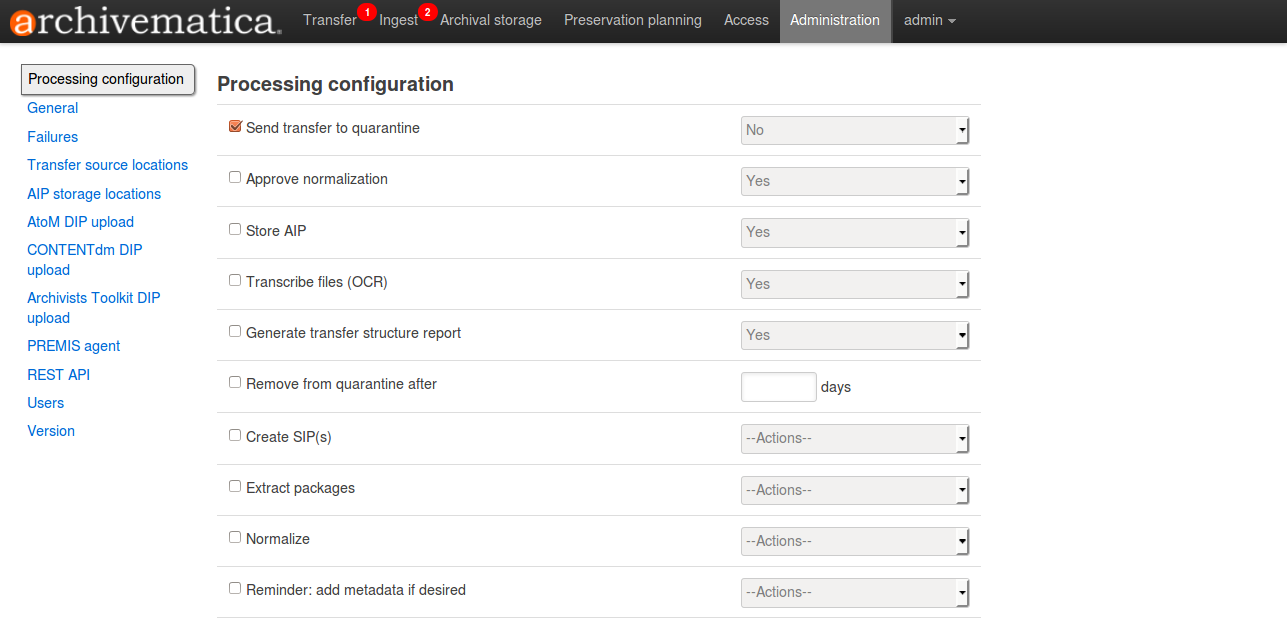 archivematica®
Transfer 1 Ingest 2 Archival storage Preservation planning Access Administration admin
Processing configuration
General
Failures
Transfer source locations
AIP storage locations
AtoM DIP upload
CONTENTdm DIP
upload
Archivists Toolkit DIP
upload
PREMIS agent
REST API
Users
Version
Processing configuration
Send transfer to quarantine No
Approve normalization Yes
Store AIP Yes
Transcribe files (OCR) Yes
Generate transfer structure report Yes
Remove from quarantine after days
Create SIP(s) --Actions--
Extract packages --Actions--
Normalize --Actions--
Reminder: add metadata if desired --Actions--